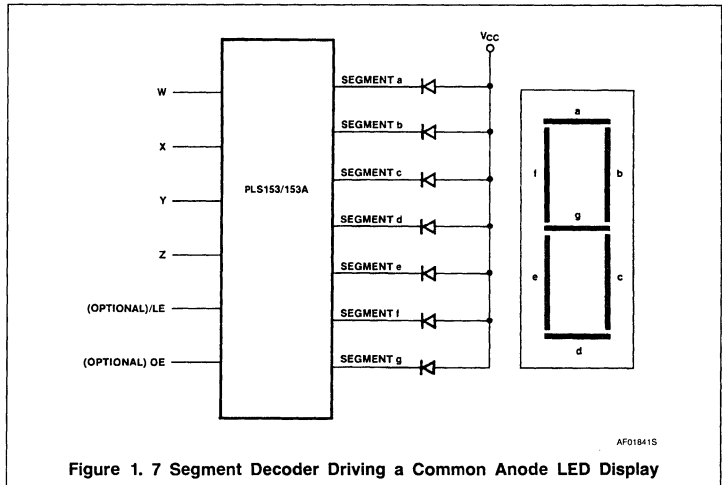 VCC
SEGMENT a
W
SEGMENT b
X
SEGMENT c
PLS153/153A
Y
SEGMENT d
Z
SEGMENT e
(OPTIONAL)/LE
SEGMENT f
(OPTIONAL) OE
SEGMENT g
a
f
b
g
e
c
d
AF01841S
Figure 1. 7 Segment Decoder Driving a Common Anode LED Display